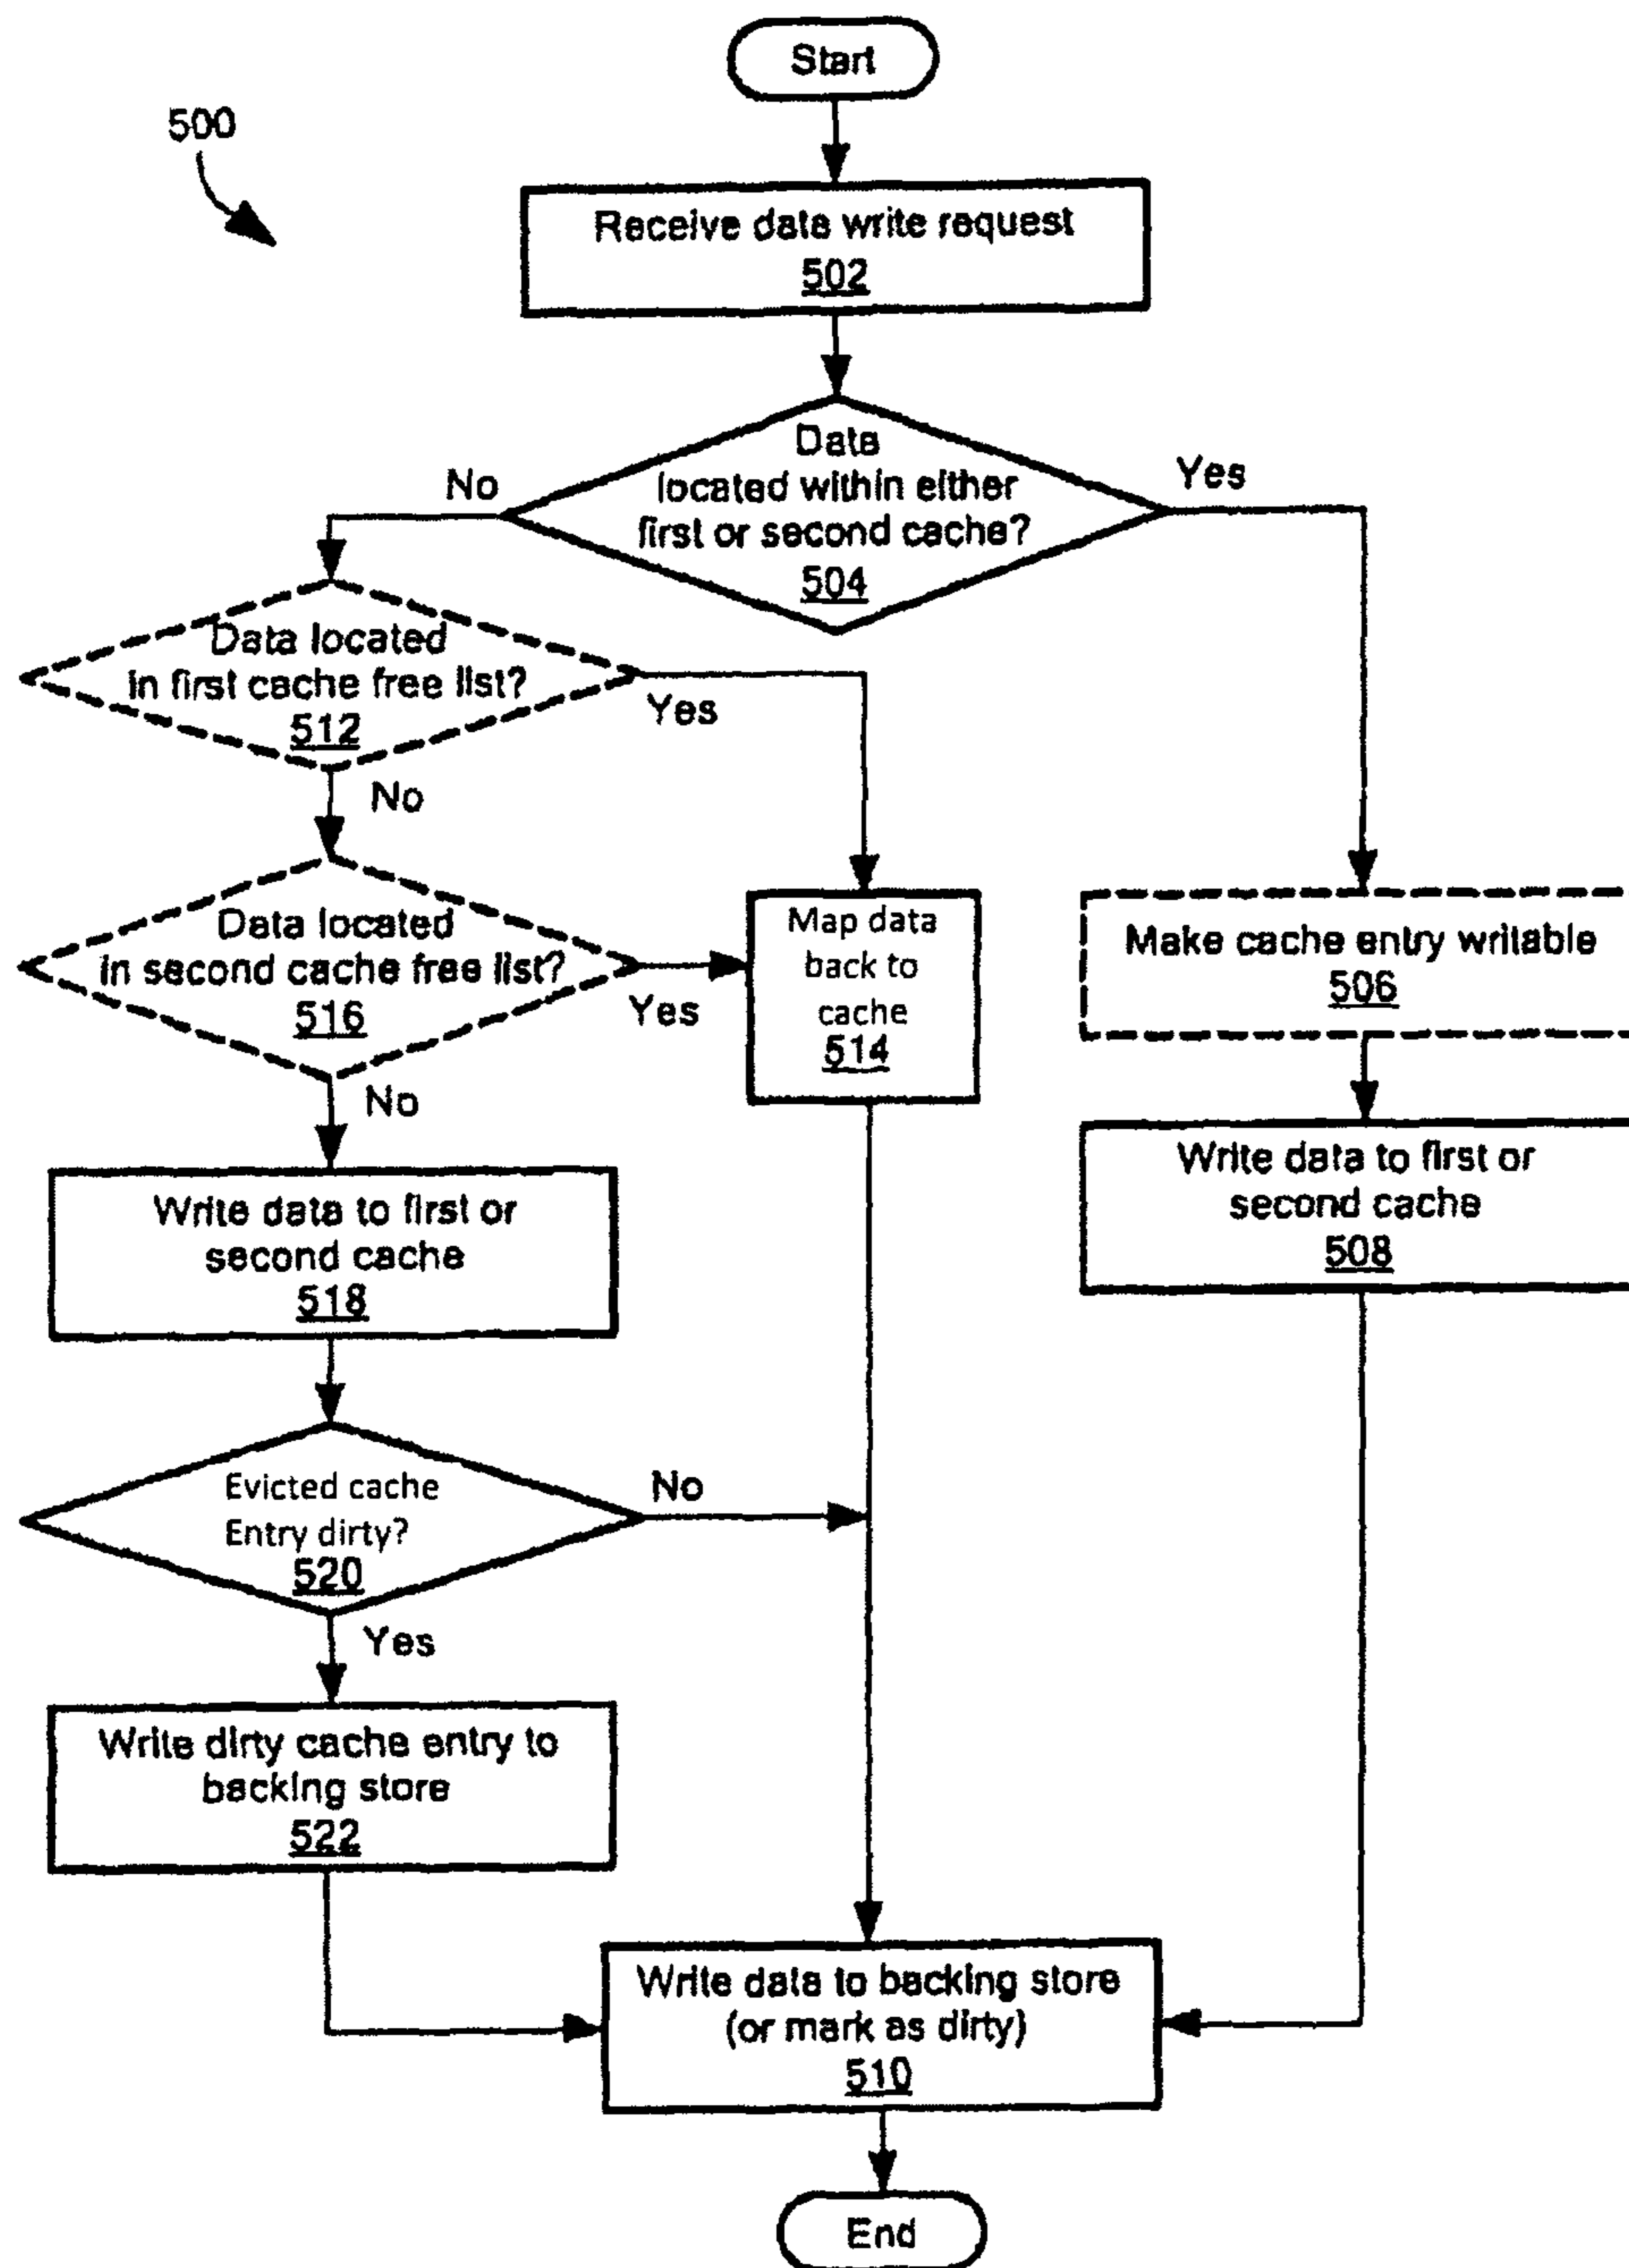 Start
500
Receive data write request
502
Data
located within either
first or second cache?
504
No
Yes
Data located
in first cache free list?
512
Yes
No
Data located
in second cache free list?
516
Yes
No
Map data
back to
cache
514
Make cache entry writable
506
Write data to first or
second cache
508
Write data to first or
second cache
518
Evicted cache
Entry dirty?
520
No
Yes
Write dirty cache entry to
backing store
522
Write data to backing store
(or mark as dirty)
510
End